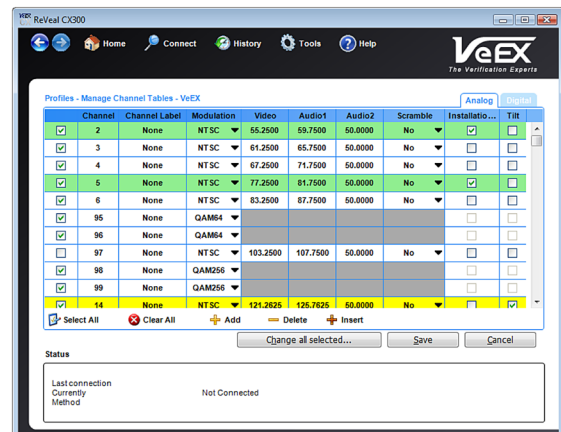 VeEX ReVeal CX300
Home Connect History Tools Help
VeEX
The Verification Experts
Profiles - Manage Channel Tables - VeEX Analog Digital
Channel Channel Label Modulation Video Audio1 Audio2 Scramble Installatio... Tilt
2 None NTSC 55.2500 59.7500 50.0000 No
3 None NTSC 61.2500 65.7500 50.0000 No
4 None NTSC 67.2500 71.7500 50.0000 No
5 None NTSC 77.2500 81.7500 50.0000 No
6 None NTSC 83.2500 87.7500 50.0000 No
95 None QAM64
96 None QAM64
97 None NTSC 103.2500 107.7500 50.0000 No
98 None QAM256
99 None QAM256
14 None NTSC 121.2625 125.7625 50.0000 No
Select All Clear All Add Delete Insert
Change all selected... Save Cancel
Status
Last connection
Currently Not Connected
Method